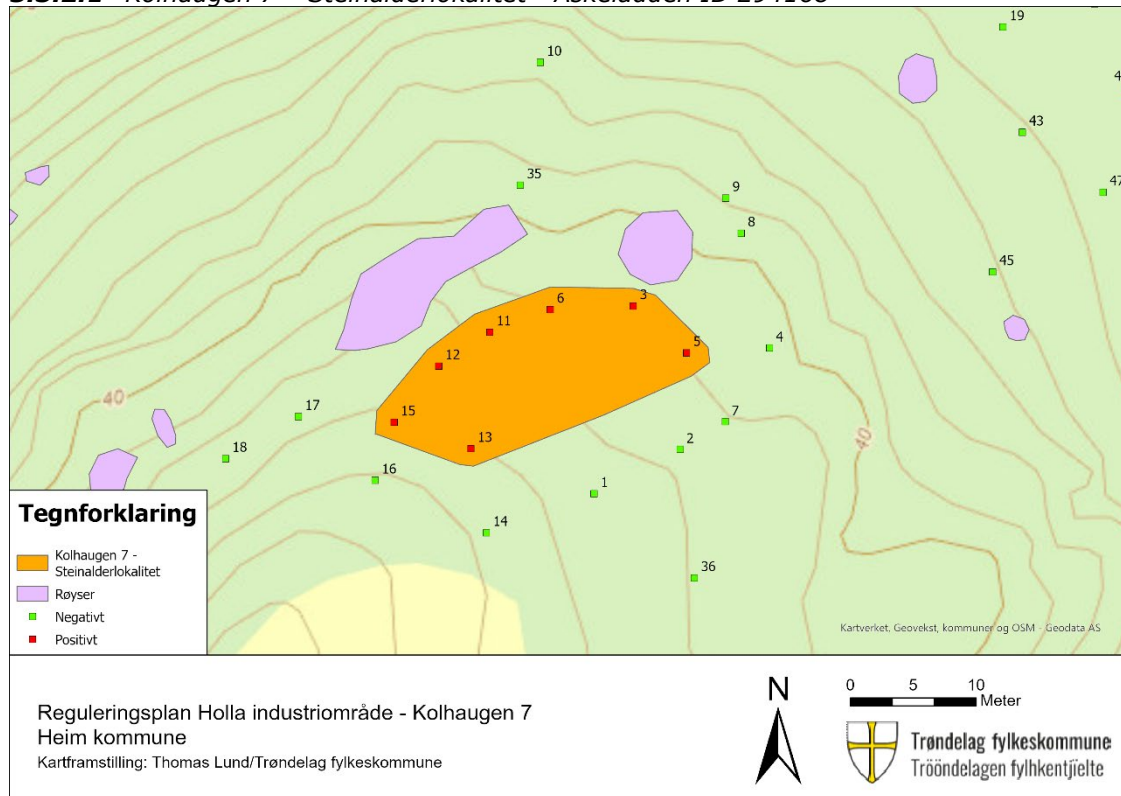 10
19
43
47
35
9
8
45
6
3
11
5
4
12
40
15
17
7
40
13
2
18
16
1
14
36
Tegnforklaring
Kolhaugen 7 -
Steinalderlokalitet
Røyser
Negativt
Positivt
Kartverket, Geovekst, kommuner og OSM - Geodata AS
Reguleringsplan Holla industriområde - Kolhaugen 7
Heim kommune
Kartframstilling: Thomas Lund/Trøndelag fylkeskommune
N
0 5 10
Meter
Trøndelag fylkeskommune
Trööndelagen fylhkentjïelte